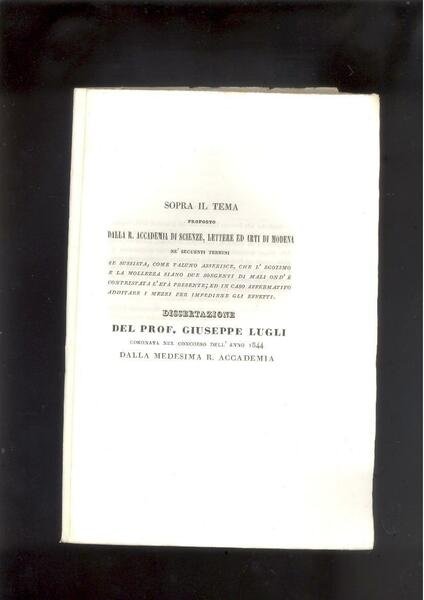 SOPRA IL TEMA
PROPOSTO
DALLA R. ACCADEMIA DI SCIENZE, LETTERE ED ARTI DI MODENA
NE' SEGUENTI TERMINI
SE SUSSISTA, COME TALUNO ASSERISCE, CHE L' EGOTISMO
E LA MOLLEZZA SIANO DUE SORGENTI DI MALI OND' È
CONTRISTATA L'ETÀ PRESENTE; ED IN CASO AFFERMATIVO
ADDITARE I MEZZI PER IMPEDIRNE GLI EFFETTI.
DISSERTAZIONE
DEL PROF. GIUSEPPE LUGLI
CORONATA NEL CONCORSO DELL' ANNO 1844
DALLA MEDESIMA R. ACCADEMIA